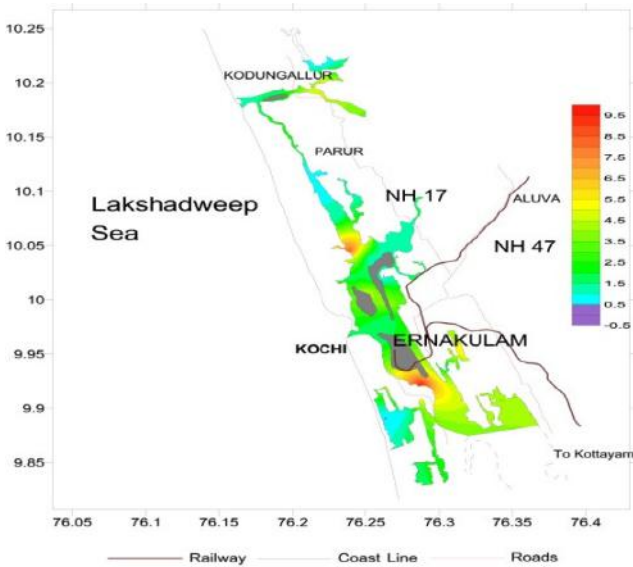 10.25
10.2
10.15
10.1
10.05
10
9.95
9.9
9.85
KODUNGALLUR
PARUR
NH 17
ALUVA
Lakshadweep
Sea
NH 47
KOCHI
ERNAKULAM
To Kottayam
9.5
8.5
7.5
6.5
5.5
4.5
3.5
2.5
1.5
0.5
-0.5
76.05 76.1 76.15 76.2 76.25 76.3 76.35 76.4
Railway Coast Line Roads